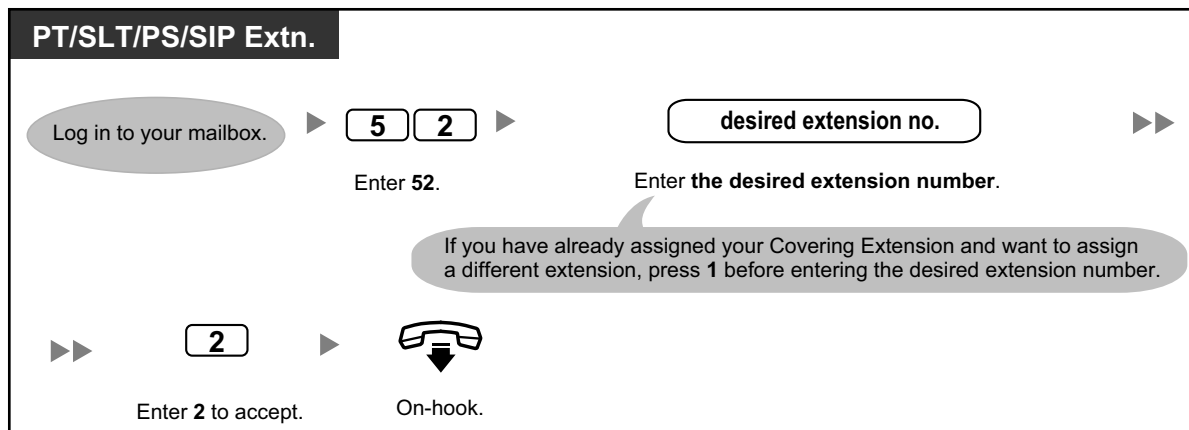 PT/SLT/PS/SIP Extn.
Log in to your mailbox.
5 2
desired extension no.
Enter 52.
Enter the desired extension number.
If you have already assigned your Covering Extension and want to assign
a different extension, press 1 before entering the desired extension number.
2
Enter 2 to accept.
On-hook.